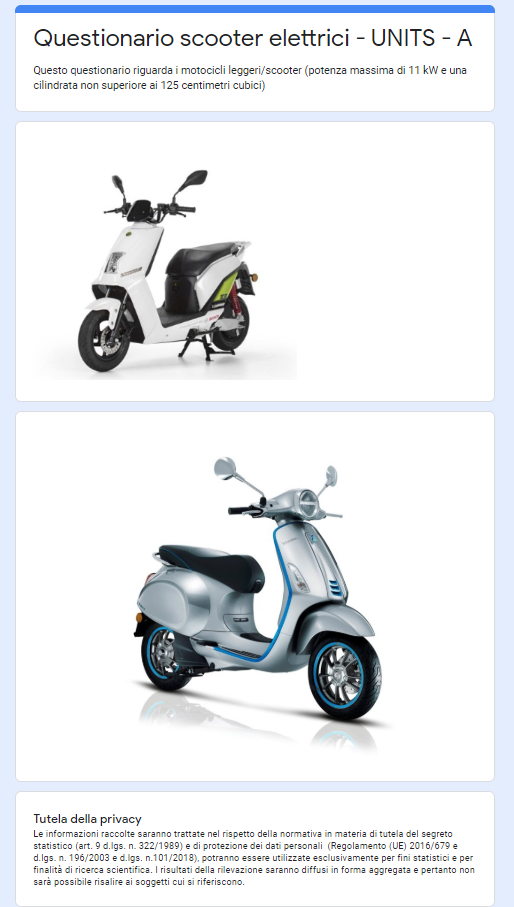 Questionario scooter elettrici - UNITS - A
Questo questionario riguarda i motocicli leggeri/scooter (potenza massima di 11 kW e una
cilindrata non superiore ai 125 centimetri cubici)
Tutela della privacy
Le informazioni raccolte saranno trattate nel rispetto della normativa in materia di tutela del segreto
statistico (art. 9 d.lgs. n. 322/1989) e di protezione dei dati personali  (Regolamento (UE) 2016/679 e
d.lgs. n. 196/2003 e d.lgs. n.101/2018), potranno essere utilizzate esclusivamente per fini statistici e per
finalità di ricerca scientifica. I risultati della rilevazione saranno diffusi in forma aggregata e pertanto non
sarà possibile risalire ai soggetti cui si riferiscono.